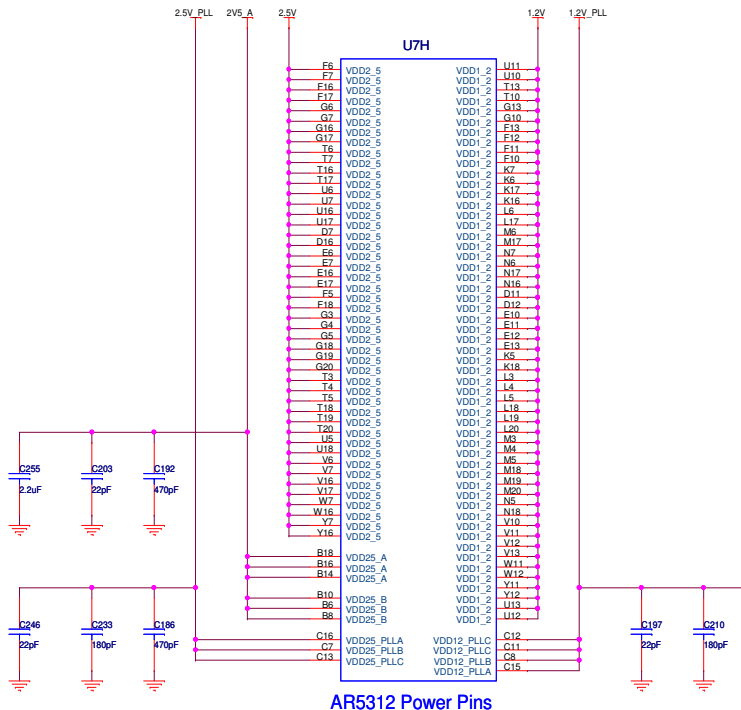 2.5V_PLL 2V5_A 2.5V 1.2V 1.2V_PLL
U7H
F6 VDD2_5 VDD1_2 U11
F7 VDD2_5 VDD1_2 U10
F16 VDD2_5 VDD1_2 T13
F17 VDD2_5 VDD1_2 T10
G6 VDD2_5 VDD1_2 G13
G7 VDD2_5 VDD1_2 G10
G16 VDD2_5 VDD1_2 F13
G17 VDD2_5 VDD1_2 F12
T6 VDD2_5 VDD1_2 F11
T7 VDD2_5 VDD1_2 F10
T16 VDD2_5 VDD1_2 K7
T17 VDD2_5 VDD1_2 K6
U6 VDD2_5 VDD1_2 K17
U7 VDD2_5 VDD1_2 K16
U16 VDD2_5 VDD1_2 L6
U17 VDD2_5 VDD1_2 L17
D7 VDD2_5 VDD1_2 M6
D16 VDD2_5 VDD1_2 M17
E6 VDD2_5 VDD1_2 N7
E7 VDD2_5 VDD1_2 N6
E16 VDD2_5 VDD1_2 N17
E17 VDD2_5 VDD1_2 N16
F5 VDD2_5 VDD1_2 D11
F18 VDD2_5 VDD1_2 D12
G3 VDD2_5 VDD1_2 E10
G4 VDD2_5 VDD1_2 E11
G5 VDD2_5 VDD1_2 E12
G18 VDD2_5 VDD1_2 E13
G19 VDD2_5 VDD1_2 K5
G20 VDD2_5 VDD1_2 K18
T3 VDD2_5 VDD1_2 L3
T4 VDD2_5 VDD1_2 L4
T5 VDD2_5 VDD1_2 L5
T18 VDD2_5 VDD1_2 L18
T19 VDD2_5 VDD1_2 L19
T20 VDD2_5 VDD1_2 L20
U5 VDD2_5 VDD1_2 M3
U18 VDD2_5 VDD1_2 M4
V6 VDD2_5 VDD1_2 M5
V7 VDD2_5 VDD1_2 M18
V16 VDD2_5 VDD1_2 M19
V17 VDD2_5 VDD1_2 M20
W7 VDD2_5 VDD1_2 N5
W16 VDD2_5 VDD1_2 N18
Y7 VDD2_5 VDD1_2 V10
Y16 VDD2_5 VDD1_2 V11
VDD1_2 V12
B18 VDD25_A VDD1_2 V13
B16 VDD25_A VDD1_2 W11
B14 VDD25_A VDD1_2 W12
VDD1_2 Y11
B10 VDD25_B VDD1_2 Y12
B6 VDD25_B VDD1_2 U13
B8 VDD25_B VDD1_2 U12
C16 VDD25_PLLA VDD12_PLLC C12
C7 VDD25_PLLB VDD12_PLLC C11
C13 VDD25_PLLC VDD12_PLLB C8
VDD12_PLLA C15
C255 C203 C192
2.2uF 22pF 470pF
C246 C233 C186 C197 C210
22pF 180pF 470pF 22pF 180pF
AR5312 Power Pins